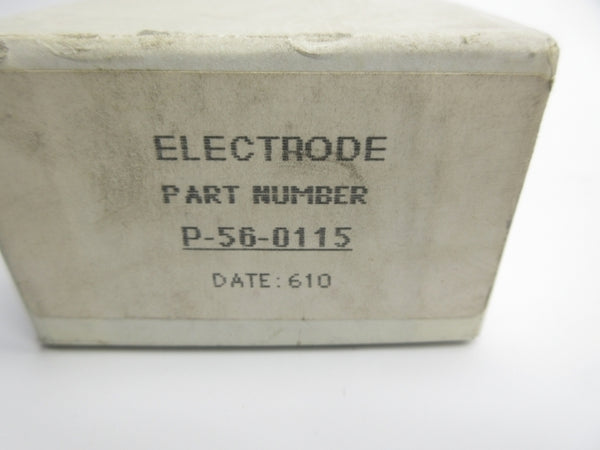 ELECTRODE
PART NUMBER
P-56-0115
DATE:610